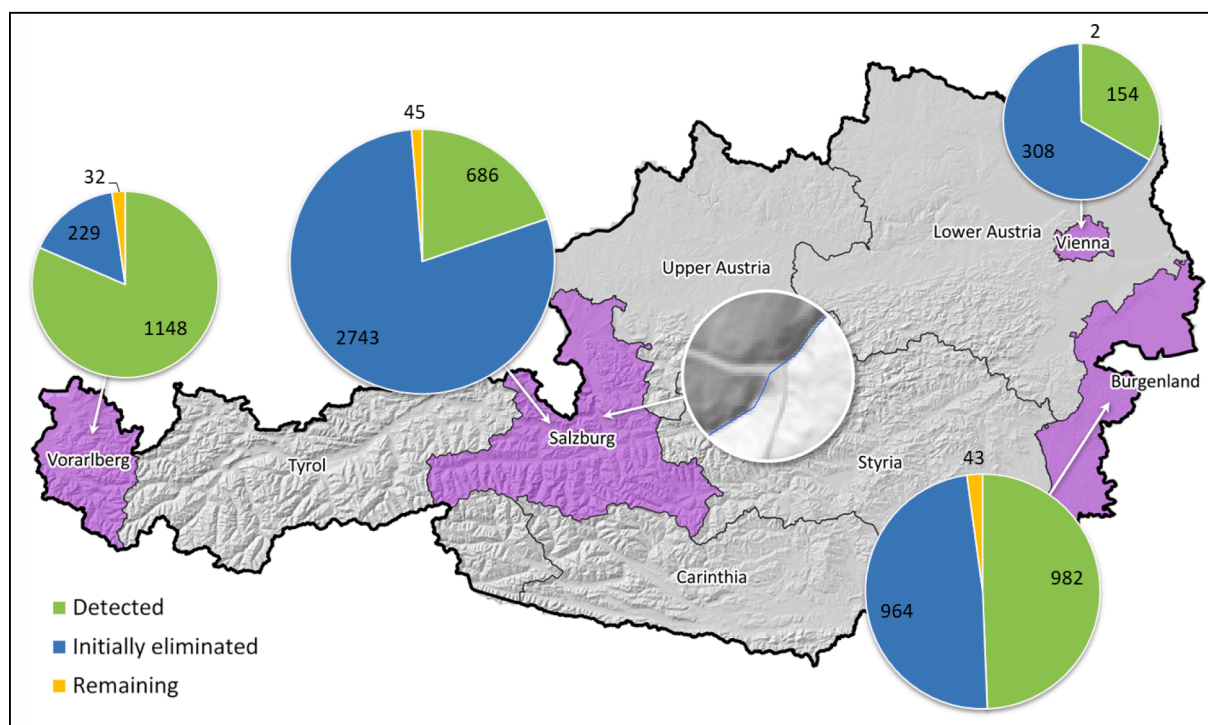 2
154
308
45
686
2743
32
229
1148
Lower Austria
Vienna
Upper Austria
Burgenland
Salzburg
Vorarlberg
Tyrol
Styria
43
982
964
Carinthia
Detected
Initially eliminated
Remaining